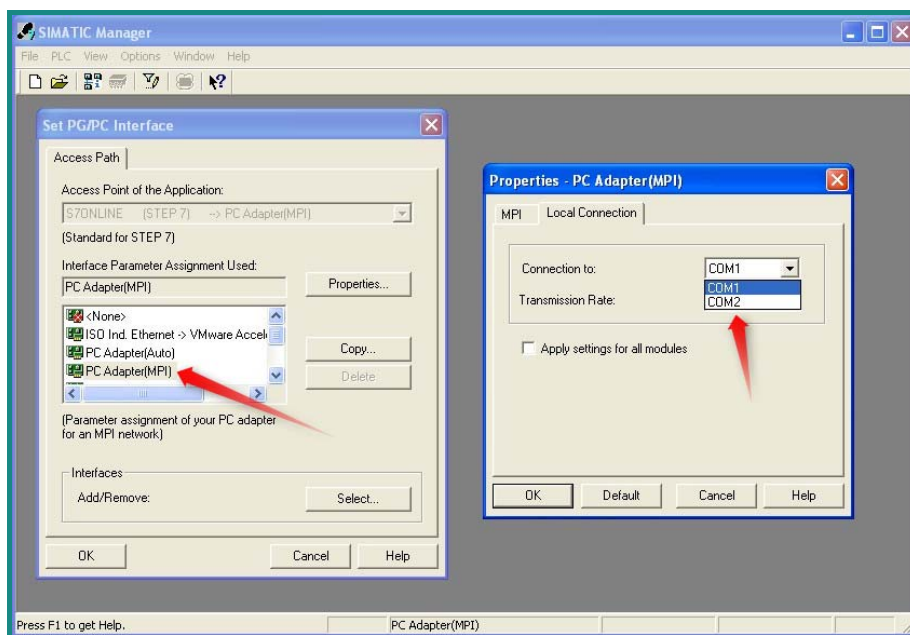 SIMATIC Manager
File PLC View Options Window Help
Set PG/PC Interface
Access Path
Access Point of the Application:
S7ONLINE (STEP 7) --> PC Adapter(MPI)
(Standard for STEP 7)
Interface Parameter Assignment Used:
PC Adapter(MPI)
Properties...
<None>
ISO Ind. Ethernet -> VMware Accel
PC Adapter(Auto)
PC Adapter(MPI)
Copy...
Delete
(Parameter assignment of your PC adapter
for an MPI network)
Interfaces
Add/Remove:
Select...
OK
Cancel
Help
Properties - PC Adapter(MPI)
MPI
Local Connection
Connection to:
COM1
COM1
COM2
Transmission Rate:
Apply settings for all modules
OK
Default
Cancel
Help
Press F1 to get Help.
PC Adapter(MPI)